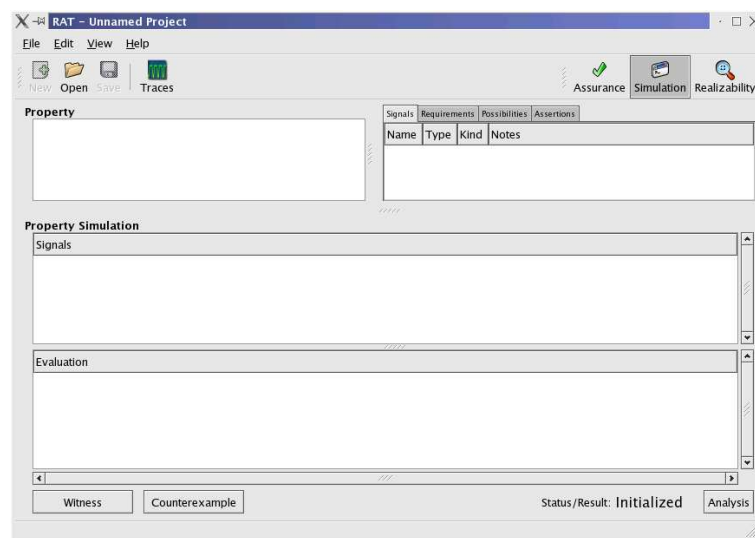 RAT - Unnamed Project
File Edit View Help
New Open Save Traces Assurance Simulation Realizability
Property
Signals Requirements Possibilities Assertions
Name Type Kind Notes
Property Simulation
Signals
Evaluation
Witness Counterexample Status/Result: Initialized Analysis